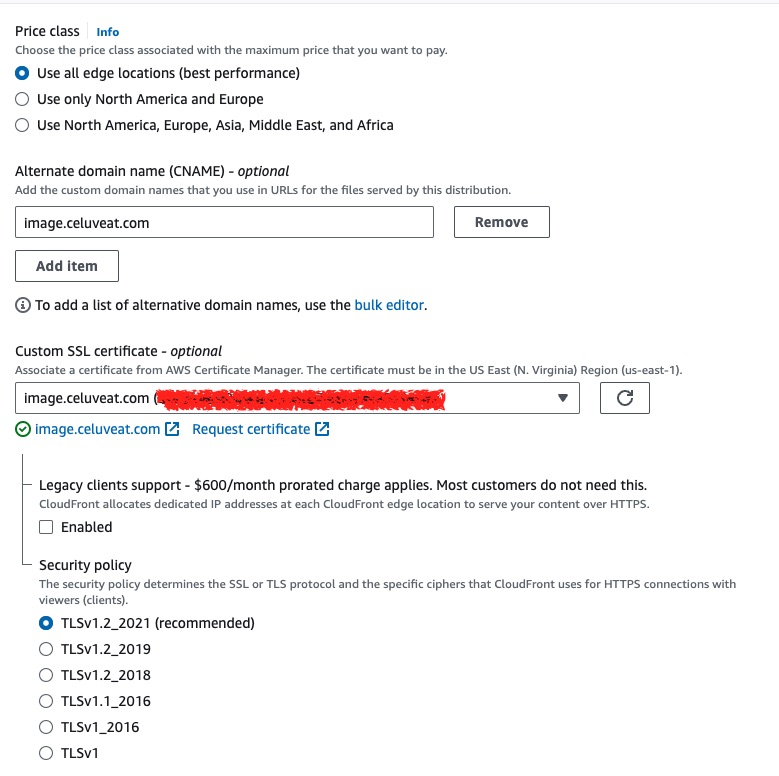 Price class Info
Choose the price class associated with the maximum price that you want to pay.
Use all edge locations (best performance)
Use only North America and Europe
Use North America, Europe, Asia, Middle East, and Africa
Alternate domain name (CNAME) - optional
Add the custom domain names that you use in URLs for the files served by this distribution.
image.celuveat.com Remove
Add item
To add a list of alternative domain names, use the bulk editor.
Custom SSL certificate - optional
Associate a certificate from AWS Certificate Manager. The certificate must be in the US East (N. Virginia) Region (us-east-1).
image.celuveat.com (
image.celuveat.com Request certificate
Legacy clients support - $600/month prorated charge applies. Most customers do not need this.
CloudFront allocates dedicated IP addresses at each CloudFront edge location to serve your content over HTTPS.
Enabled
Security policy
The security policy determines the SSL or TLS protocol and the specific ciphers that CloudFront uses for HTTPS connections with
viewers (clients).
TLSv1.2_2021 (recommended)
TLSv1.2_2019
TLSv1.2_2018
TLSv1.1_2016
TLSv1_2016
TLSv1